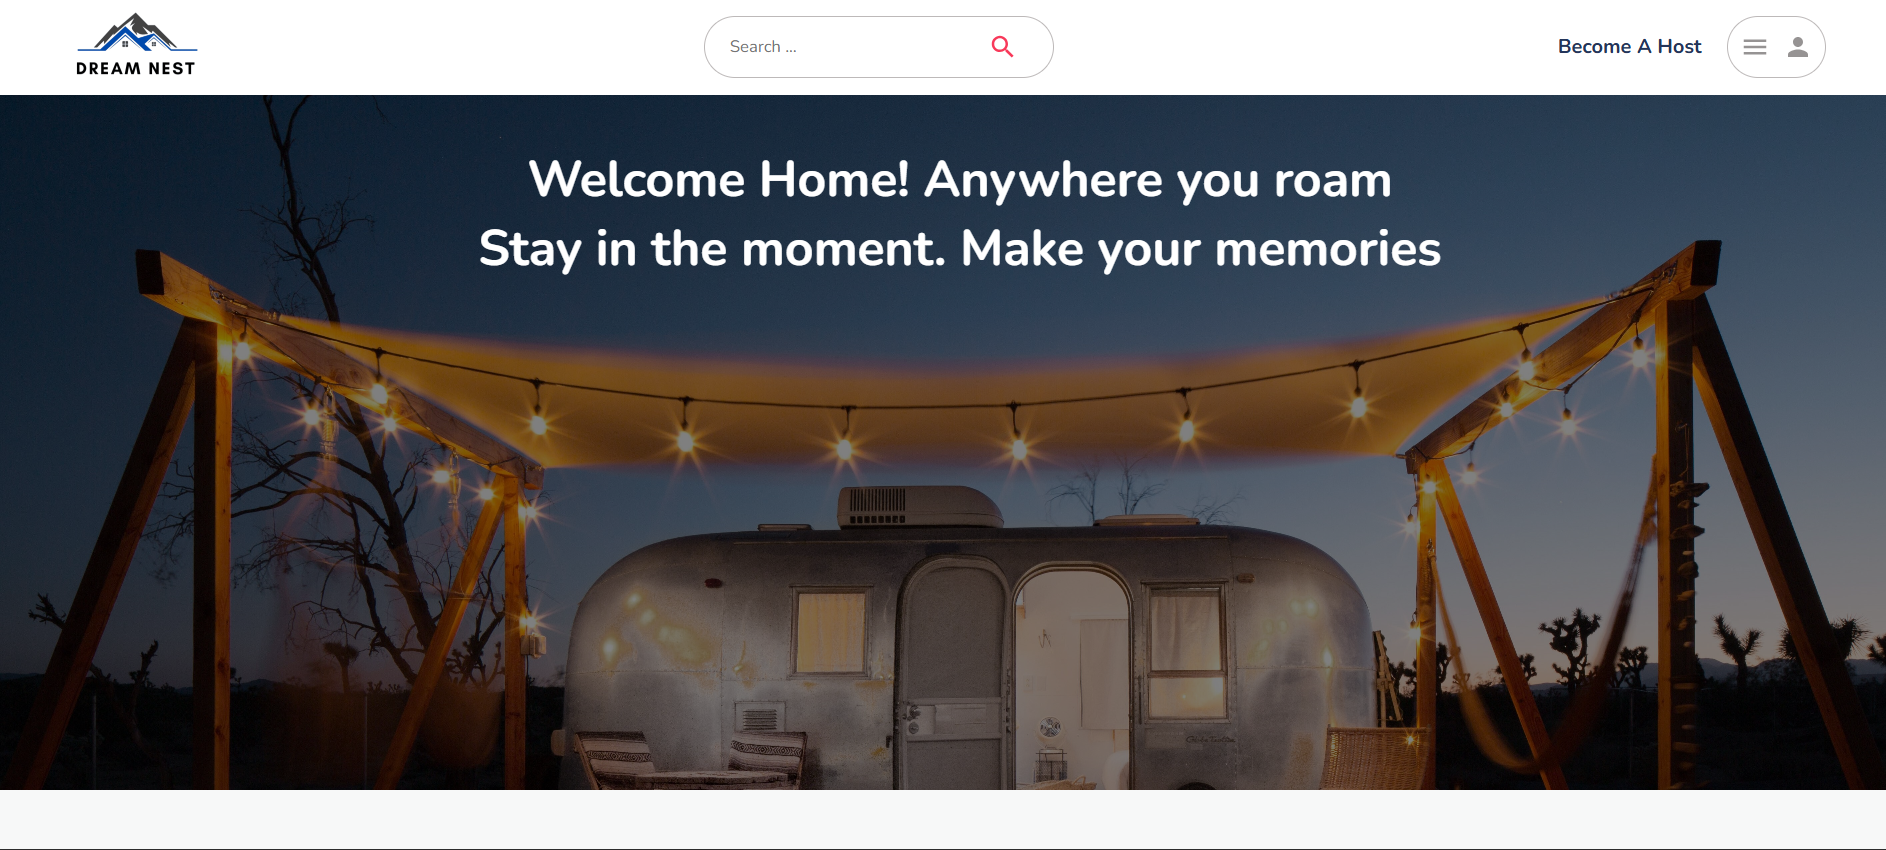 DREAM NEST
Search ...
Become A Host
Welcome Home! Anywhere you roam
Stay in the moment. Make your memories